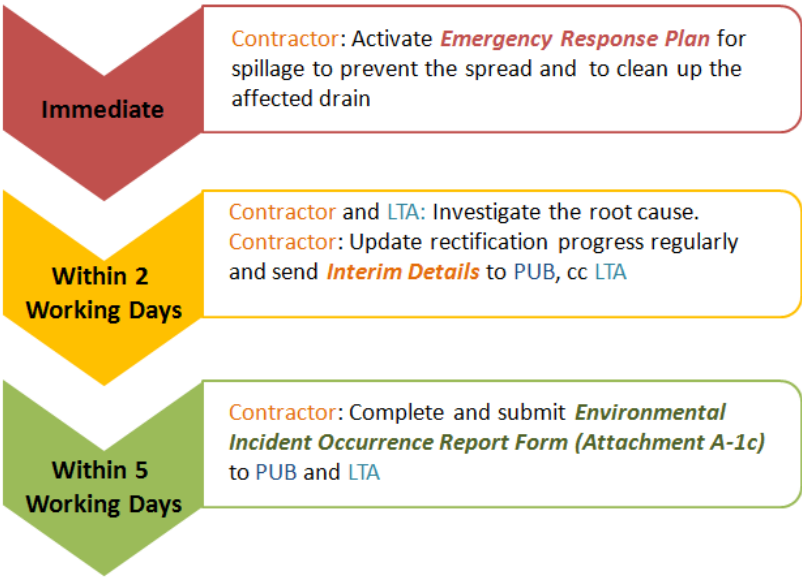 Immediate
Contractor: Activate Emergency Response Plan for
spillage to prevent the spread and to clean up the
affected drain
Within 2
Working Days
Contractor and LTA: Investigate the root cause.
Contractor: Update rectification progress regularly
and send Interim Details to PUB, cc LTA
Within 5
Working Days
Contractor: Complete and submit Environmental
Incident Occurrence Report Form (Attachment A-1c)
to PUB and LTA